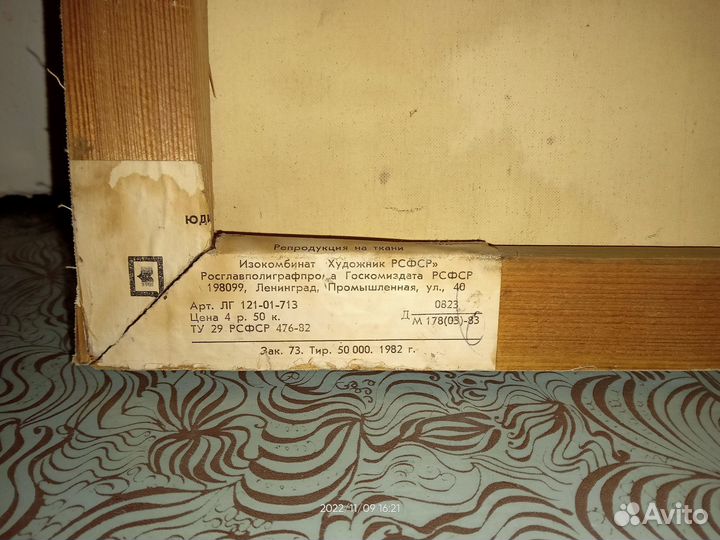 ЮДИ
Репродукция на ткани
Изокомбинат Художник РСФСР»
Росглавполиграфпро а Госкомиздата РСФСР
198099, Ленинград, Промышленная, ул., 40
Арт. ЛГ 121-01-713
Цена 4 р. 50 к.
ТУ 29 РСФСР 476-82
Д 0823
М 178(03)-83
Зак. 73. Тир. 50 000. 1982 г.
2022/11/09 16:21
Avito